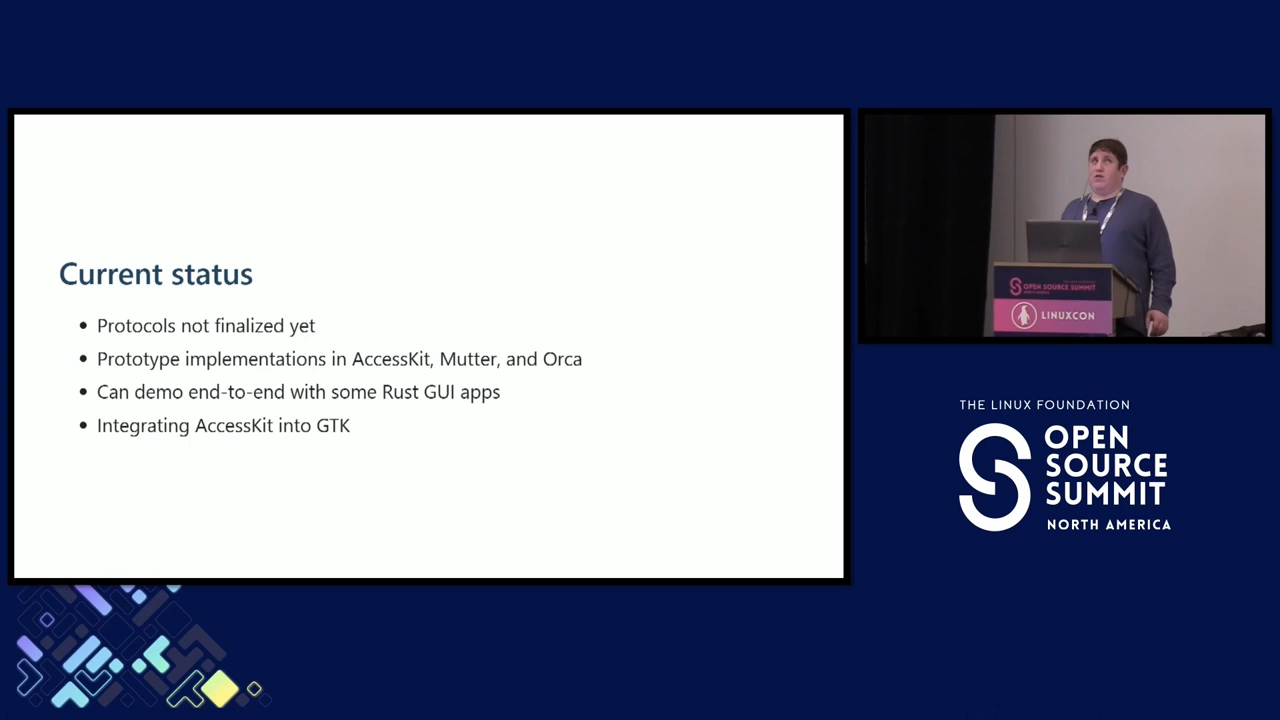 Current status
Protocols not finalized yet
Prototype implementations in AccessKit, Mutter, and Orca
Can demo end-to-end with some Rust GUI apps
Integrating AccessKit into GTK
OPEN SOURCE SUMMIT
LINUXCON
THE LINUX FOUNDATION
OPEN
SOURCE
SUMMIT
NORTH AMERICA